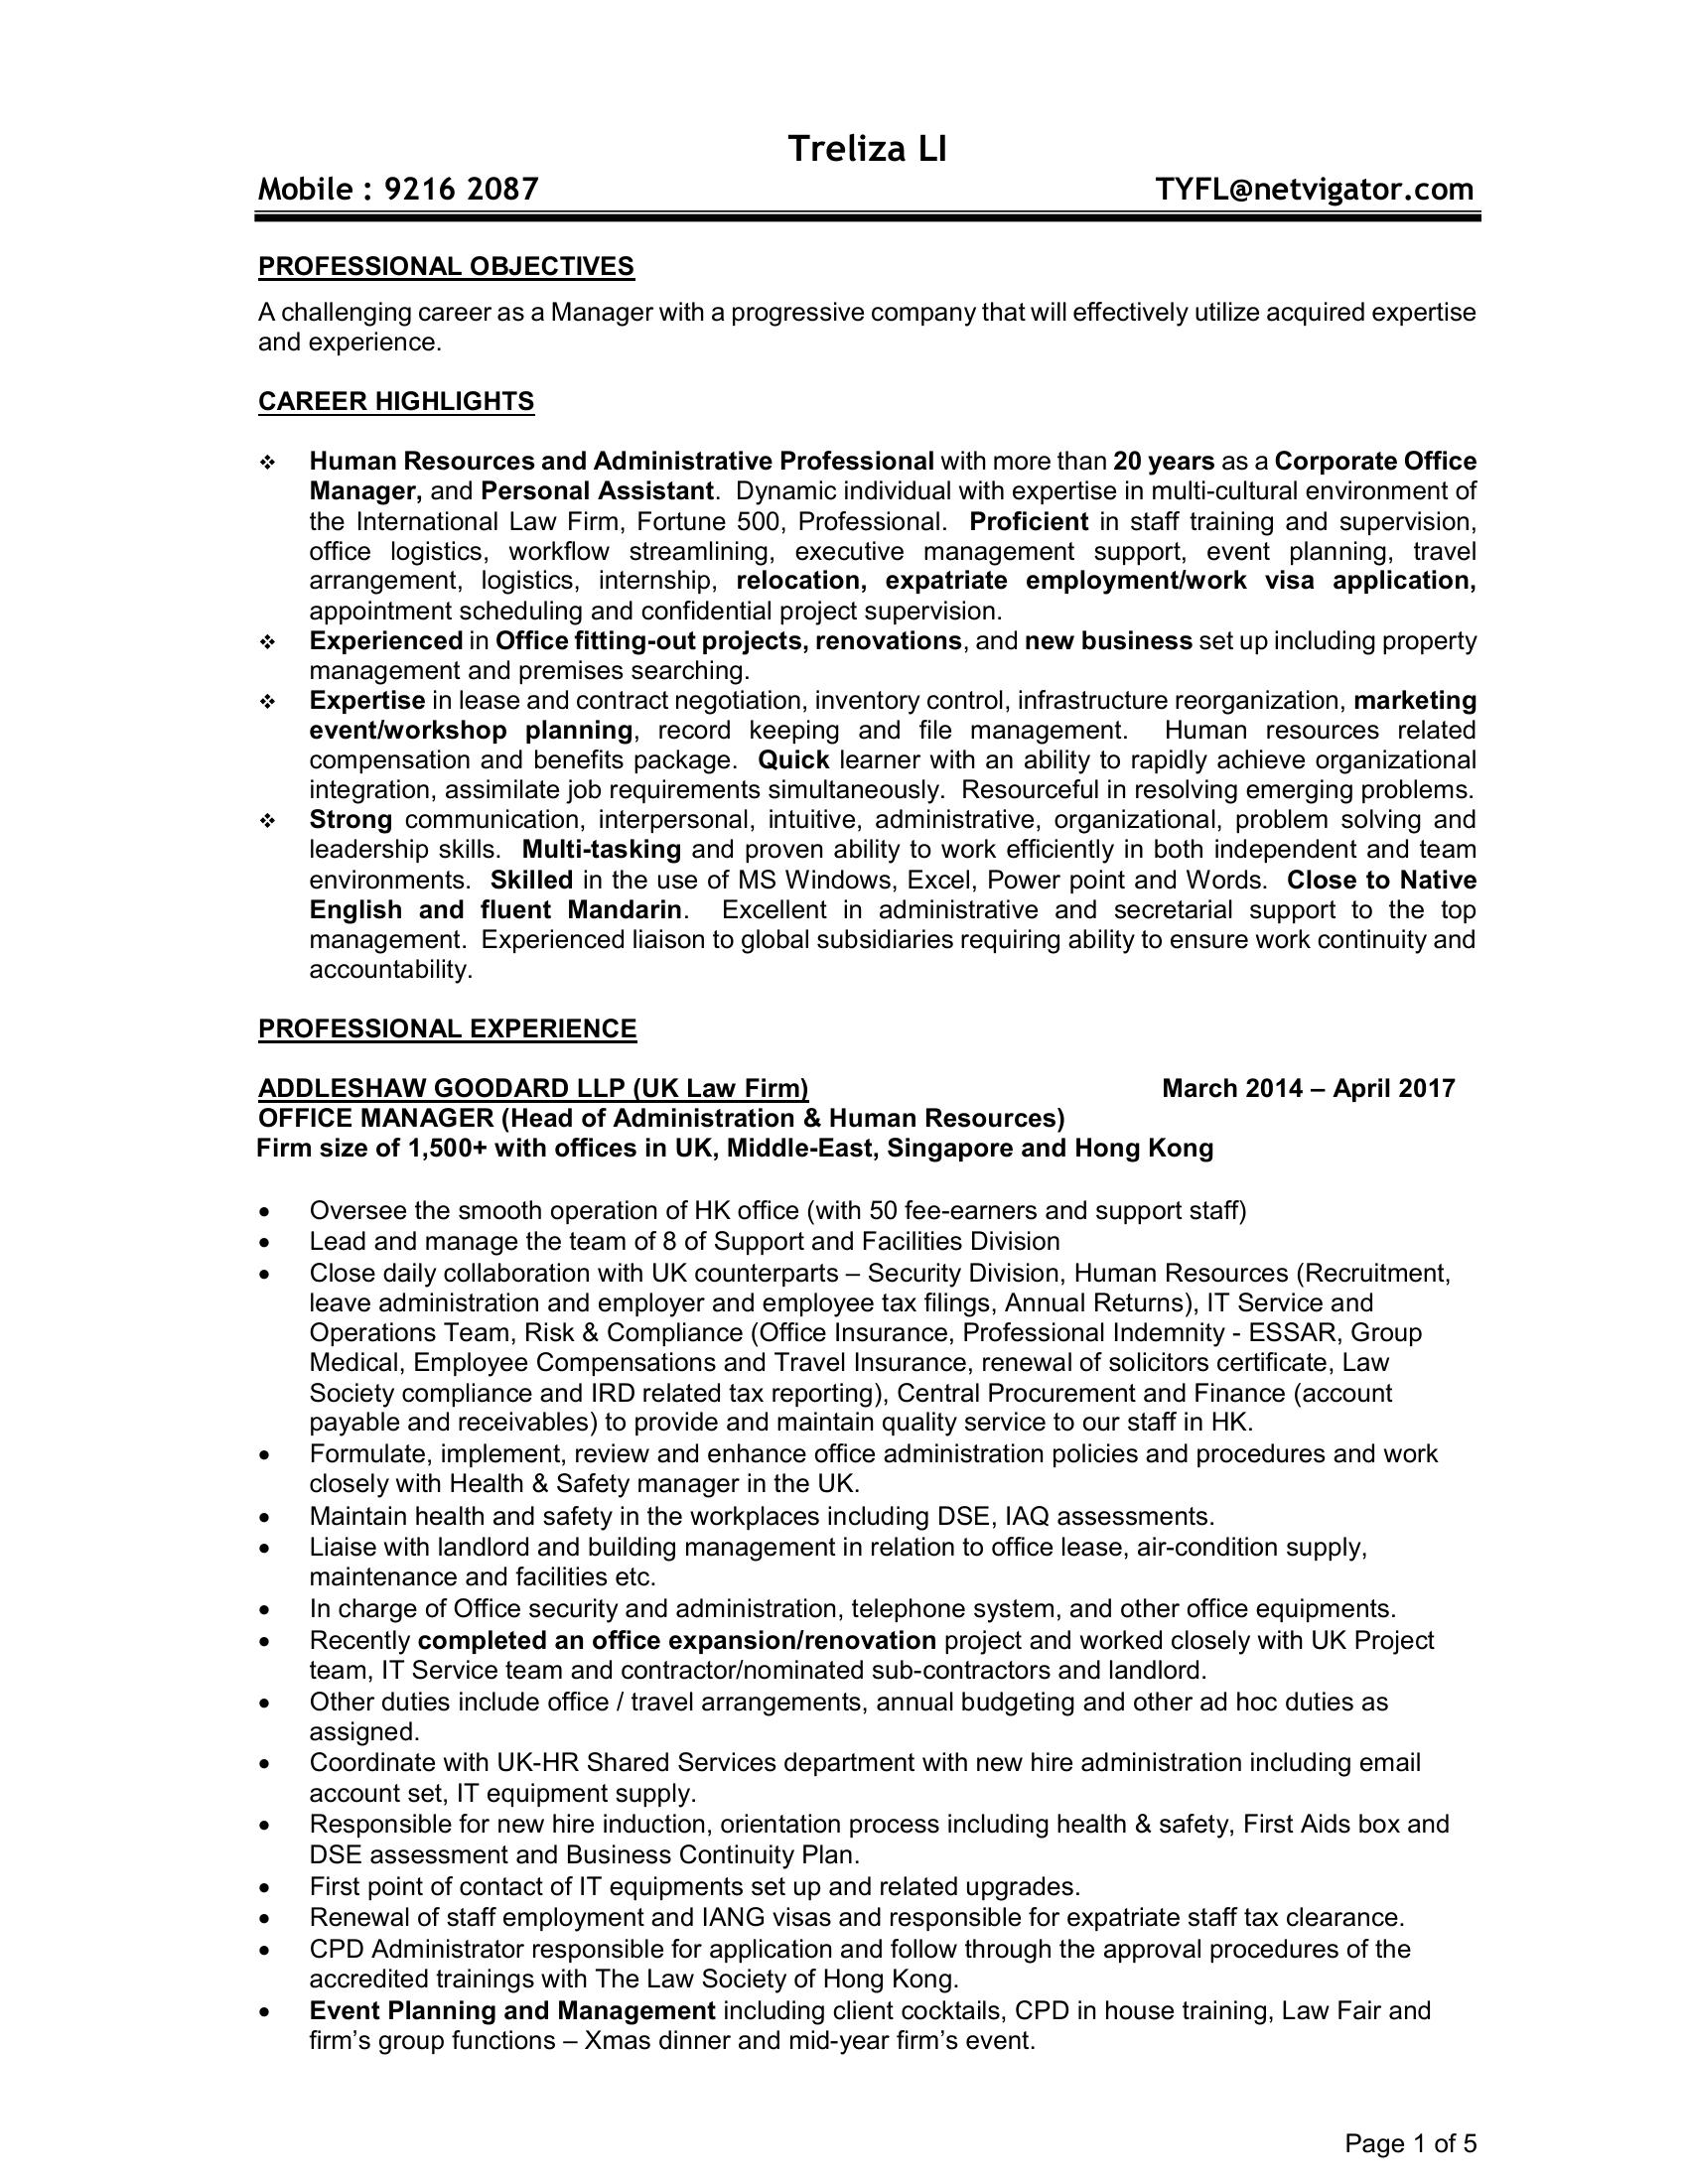 Treliza LI
Mobile : 9216 2087 TYFL@netvigator.com
PROFESSIONAL OBJECTIVES
A challenging career as a Manager with a progressive company that will effectively utilize acquired expertise
and experience.
CAREER HIGHLIGHTS
❖ Human Resources and Administrative Professional with more than 20 years as a Corporate Office
Manager, and Personal Assistant. Dynamic individual with expertise in multi-cultural environment of
the International Law Firm, Fortune 500, Professional. Proficient in staff training and supervision,
office logistics, workflow streamlining, executive management support, event planning, travel
arrangement, logistics, internship, relocation, expatriate employment/work visa application,
appointment scheduling and confidential project supervision.
❖ Experienced in Office fitting-out projects, renovations, and new business set up including property
management and premises searching.
❖ Expertise in lease and contract negotiation, inventory control, infrastructure reorganization, marketing
event/workshop planning, record keeping and file management. Human resources related
compensation and benefits package. Quick learner with an ability to rapidly achieve organizational
integration, assimilate job requirements simultaneously. Resourceful in resolving emerging problems.
❖ Strong communication, interpersonal, intuitive, administrative, organizational, problem solving and
leadership skills. Multi-tasking and proven ability to work efficiently in both independent and team
environments. Skilled in the use of MS Windows, Excel, Power point and Words. Close to Native
English and fluent Mandarin. Excellent in administrative and secretarial support to the top
management. Experienced liaison to global subsidiaries requiring ability to ensure work continuity and
accountability.
PROFESSIONAL EXPERIENCE
ADDLESHAW GOODARD LLP (UK Law Firm) March 2014 – April 2017
OFFICE MANAGER (Head of Administration & Human Resources)
Firm size of 1,500+ with offices in UK, Middle-East, Singapore and Hong Kong
• Oversee the smooth operation of HK office (with 50 fee-earners and support staff)
• Lead and manage the team of 8 of Support and Facilities Division
• Close daily collaboration with UK counterparts – Security Division, Human Resources (Recruitment,
leave administration and employer and employee tax filings, Annual Returns), IT Service and
Operations Team, Risk & Compliance (Office Insurance, Professional Indemnity - ESSAR, Group
Medical, Employee Compensations and Travel Insurance, renewal of solicitors certificate, Law
Society compliance and IRD related tax reporting), Central Procurement and Finance (account
payable and receivables) to provide and maintain quality service to our staff in HK.
• Formulate, implement, review and enhance office administration policies and procedures and work
closely with Health & Safety manager in the UK.
• Maintain health and safety in the workplaces including DSE, IAQ assessments.
• Liaise with landlord and building management in relation to office lease, air-condition supply,
maintenance and facilities etc.
• In charge of Office security and administration, telephone system, and other office equipments.
• Recently completed an office expansion/renovation project and worked closely with UK Project
team, IT Service team and contractor/nominated sub-contractors and landlord.
• Other duties include office / travel arrangements, annual budgeting and other ad hoc duties as
assigned.
• Coordinate with UK-HR Shared Services department with new hire administration including email
account set, IT equipment supply.
• Responsible for new hire induction, orientation process including health & safety, First Aids box and
DSE assessment and Business Continuity Plan.
• First point of contact of IT equipments set up and related upgrades.
• Renewal of staff employment and IANG visas and responsible for expatriate staff tax clearance.
• CPD Administrator responsible for application and follow through the approval procedures of the
accredited trainings with The Law Society of Hong Kong.
• Event Planning and Management including client cocktails, CPD in house training, Law Fair and
firm’s group functions – Xmas dinner and mid-year firm’s event.
Page 1 of 5